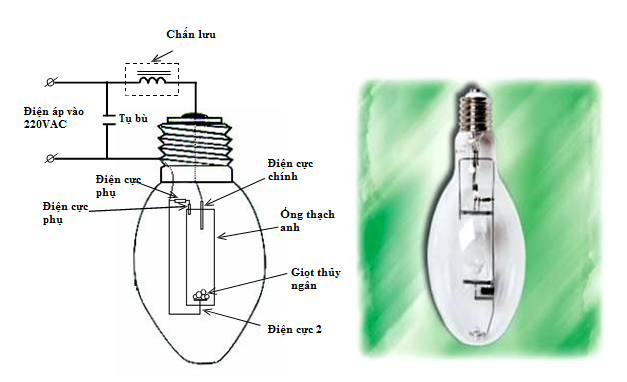 Chấn lưu
Điện áp vào
220VAC
Tụ bù
Điện cực
phụ
Điện cực
phụ
Điện cực
chính
Ống thạch
anh
Giọt thủy
ngân
Điện cực 2